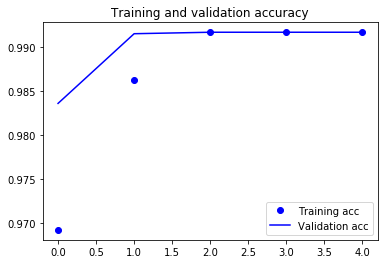 Training and validation accuracy
0.990
0.985
0.980
0.975
0.970
Training acc
Validation acc
0.0 0.5 1.0 1.5 2.0 2.5 3.0 3.5 4.0